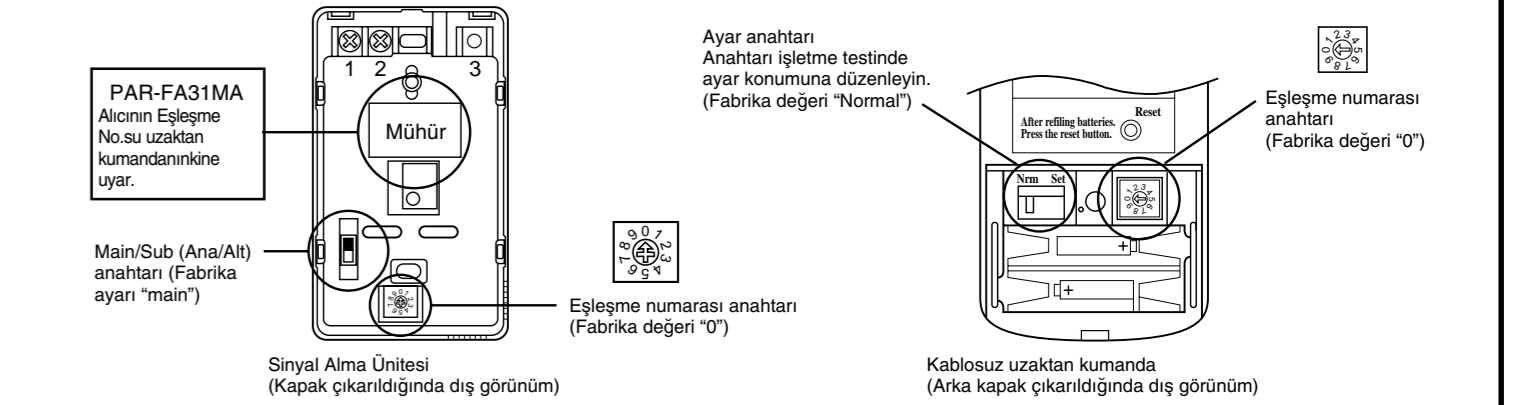 PAR-FA31MA
Alıcının Eşleşme
No.su uzaktan
kumandanınkine
uyar.
Main/Sub (Ana/Alt)
anahtarı (Fabrika
ayarı “main”)
1 2 3
Mühür
Eşleşme numarası anahtarı
(Fabrika değeri “0”)
Sinyal Alma Ünitesi
(Kapak çıkarıldığında dış görünüm)
Ayar anahtarı
Anahtarı işletme testinde
ayar konumuna düzenleyin.
(Fabrika değeri “Normal”)
After refiling batteries.
Press the reset button.
Reset
Nrm Set
+
+
Eşleşme numarası
anahtarı
(Fabrika değeri “0”)
Kablosuz uzaktan kumanda
(Arka kapak çıkarıldığında dış görünüm)